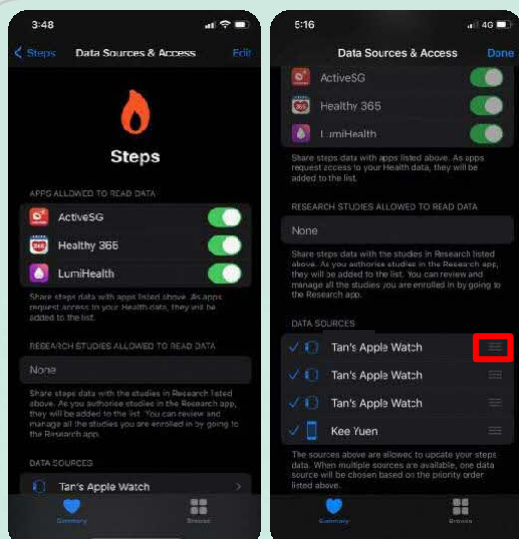 3:48
Steps
Data Sources & Access
Edit
Steps
APPS ALLOWED TO READ DATA
ActiveSG
Healthy 365
LumiHealth
Share steps data with apps listed above. As apps
request access to your Health data, they will be
added to the list.
RESEARCH STUDIES ALLOWED TO READ DATA
None
Share steps data with the studies in Research listed
above. As you authorise studies in the Research app,
they will be added to the list. You can review and
manage all the studies you are enrolled in by going to
the Research app.
DATA SOURCES
Tan's Apple Watch
Summary
Browse
5:16
4G
Data Sources & Access
Done
ActiveSG
Healthy 365
LumiHealth
Share steps data with apps listed above. As apps
request access to your Health data, they will be
added to the list.
RESEARCH STUDIES ALLOWED TO READ DATA
None
Share steps data with the studies in Research listed
above. As you authorise studies in the Research app,
they will be added to the list. You can review and
manage all the studies you are enrolled in by going to
the Research app.
DATA SOURCES
Tan's Apple Watch
Tan's Apple Watch
Tan's Apple Watch
Kee Yuen
The sources above are allowed to update your steps
data. When multiple sources are available, one data
source will be chosen based on the priority order
listed above.
Summary
Browse